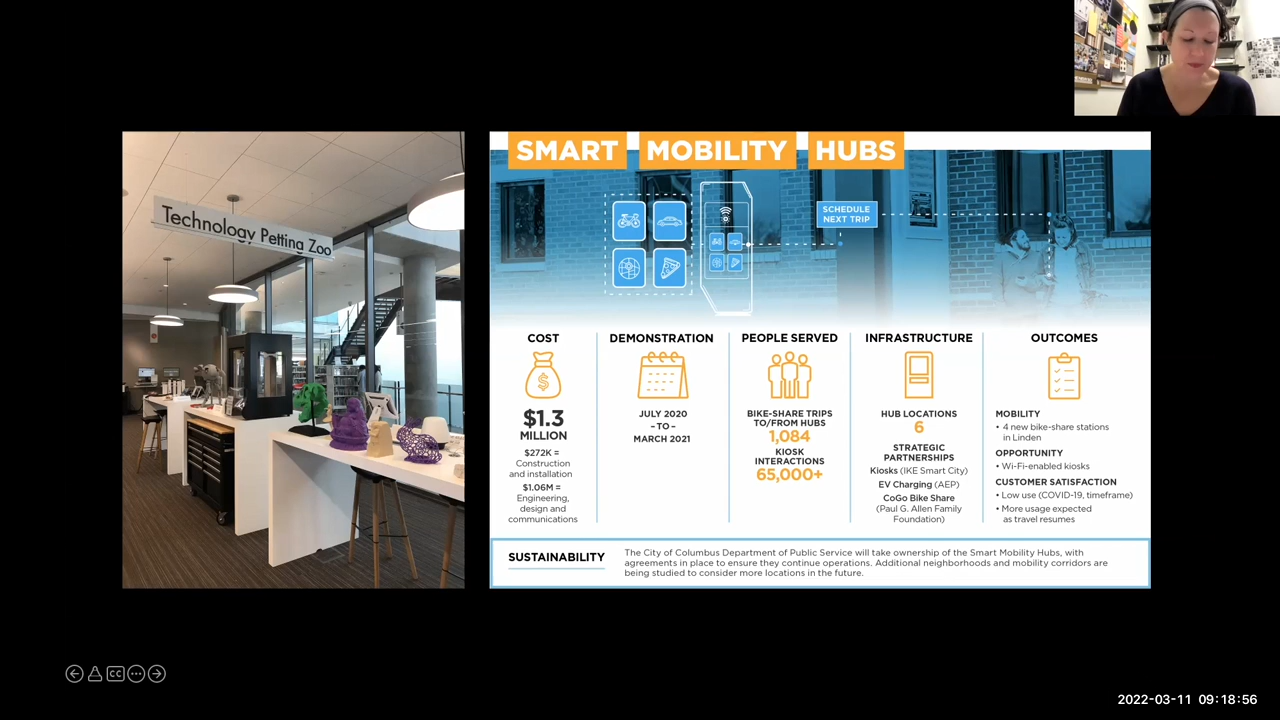 Technology Petting Zoo
SMART MOBILITY HUBS
SCHEDULE
NEXT TRIP
COST
$1.3
MILLION
$272K =
Construction
and installation
$1.06M =
Engineering,
design and
communications
DEMONSTRATION
JULY 2020
- TO -
MARCH 2021
PEOPLE SERVED
BIKE-SHARE TRIPS
TO/FROM HUBS
1,084
KIOSK
INTERACTIONS
65,000+
INFRASTRUCTURE
HUB LOCATIONS
6
STRATEGIC
PARTNERSHIPS
Kiosks (IKE Smart City)
EV Charging (AEP)
CoGo Bike Share
(Paul G. Allen Family
Foundation)
OUTCOMES
MOBILITY
• 4 new bike-share stations
in Linden
OPPORTUNITY
• Wi-Fi-enabled kiosks
CUSTOMER SATISFACTION
• Low use (COVID-19, timeframe)
• More usage expected
as travel resumes
SUSTAINABILITY
The City of Columbus Department of Public Service will take ownership of the Smart Mobility Hubs, with
agreements in place to ensure they continue operations. Additional neighborhoods and mobility corridors are
being studied to consider more locations in the future.
CC
2022-03-11 09:18:56